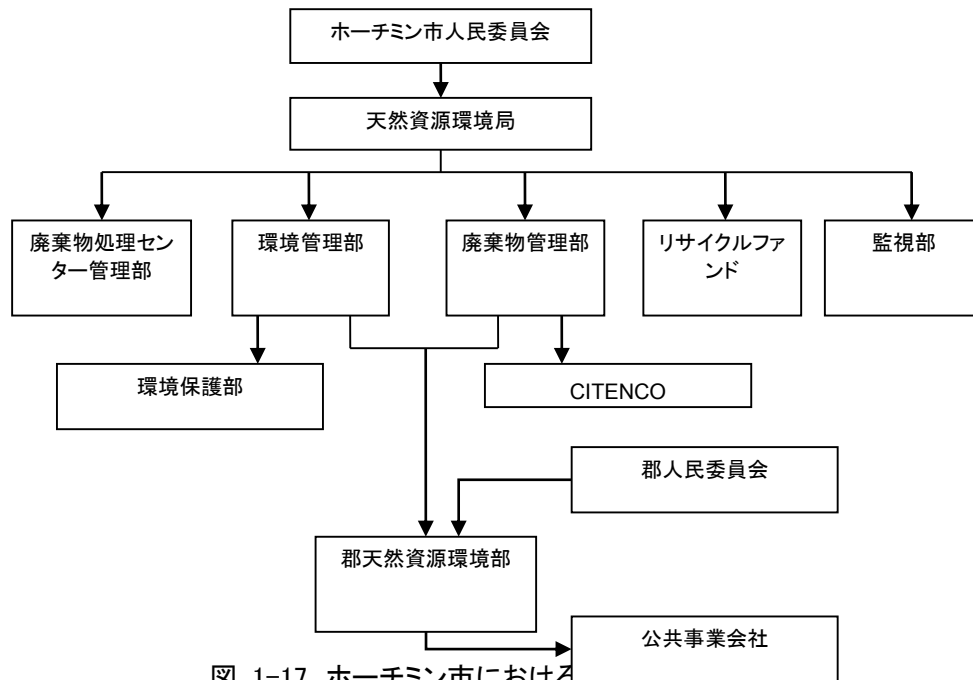 ホーチミン市人民委員会
天然資源環境局
廃棄物処理セン
ター管理部
環境管理部
廃棄物管理部
リサイクルファ
ンド
監視部
環境保護部
CITENCO
郡人民委員会
郡天然資源環境部
公共事業会社
図 1-17 ホーチミン市における